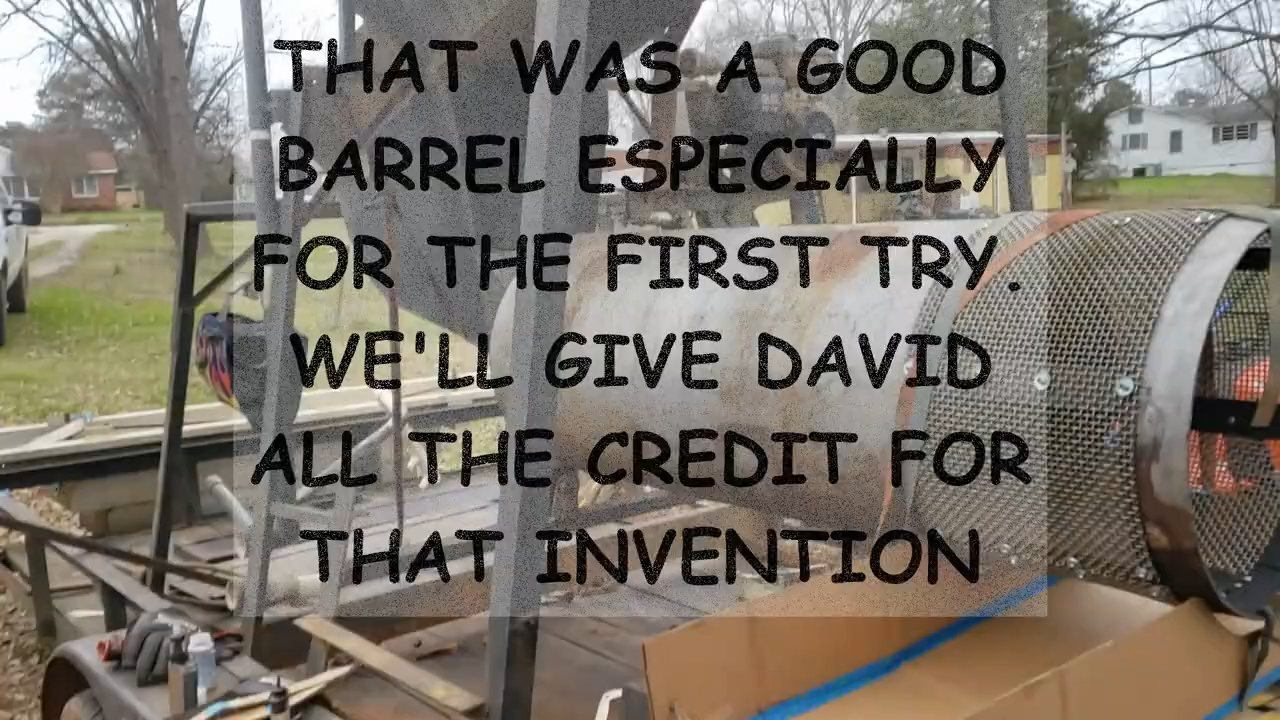 THAT WAS A GOOD
BARREL ESPECIALLY
FOR THE FIRST TRY.
WE'LL GIVE DAVID
ALL THE CREDIT FOR
THAT INVENTION